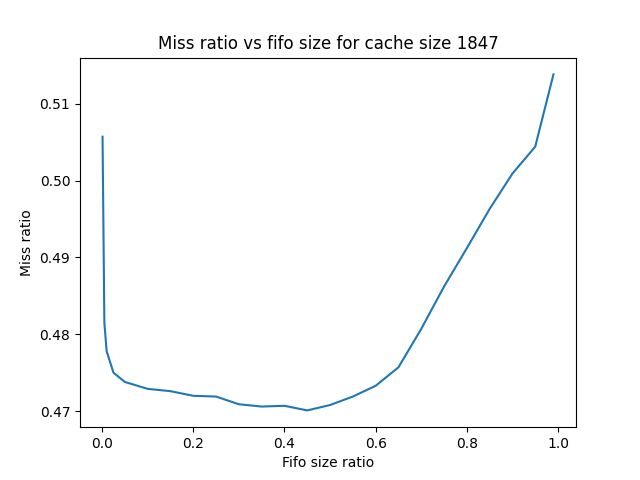 Miss ratio vs fifo size for cache size 1847
0.51
0.50
0.49
0.48
0.47
Miss ratio
0.0 0.2 0.4 0.6 0.8 1.0
Fifo size ratio